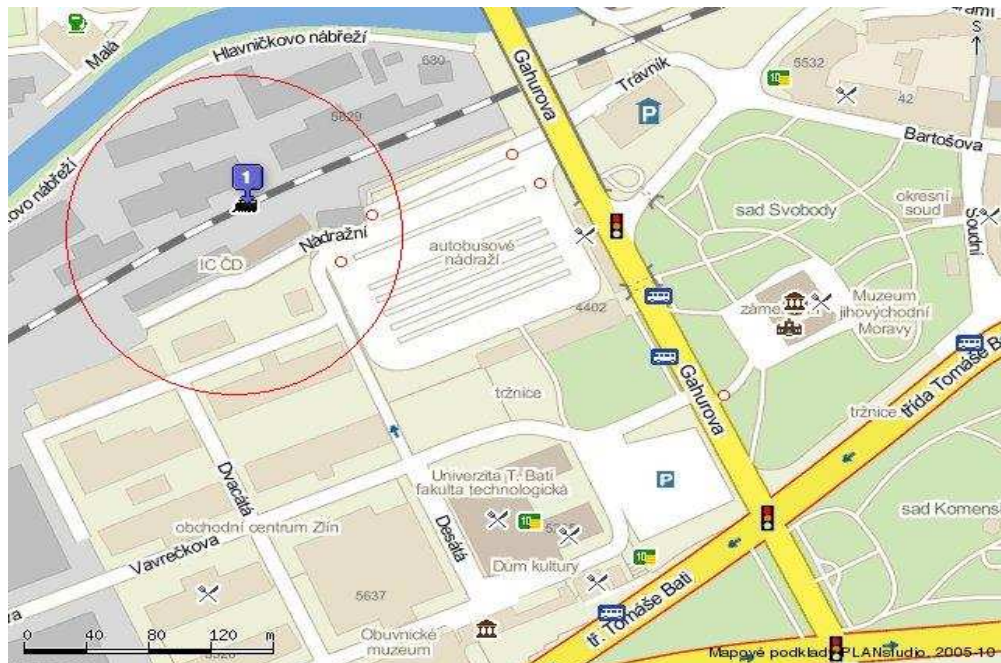 Malá
Hlavničkovo nábřeží
630
Gahurova
Trávník
5532
42
S
Bartošova
5629
P
1
sad Svobody
okresní
soud
Soudní
Nádražní
IC ČD
autobusové
nádraží
4402
Muzeum
jihovýchodní
Moravy
Gahurova
třída Tomáše
tržnice
tržnice
Univerzita T. Bati
fakulta technologická
P
Dvacátá
Desátá
obchodní centrum Zlín
Vavrečkova
sad Komens
Dům kultury
5637
Obuvnické
muzeum
tř. Tomáše Bati
0 40 80 120 m
Mapové podklady PLANstudio, 2005-10